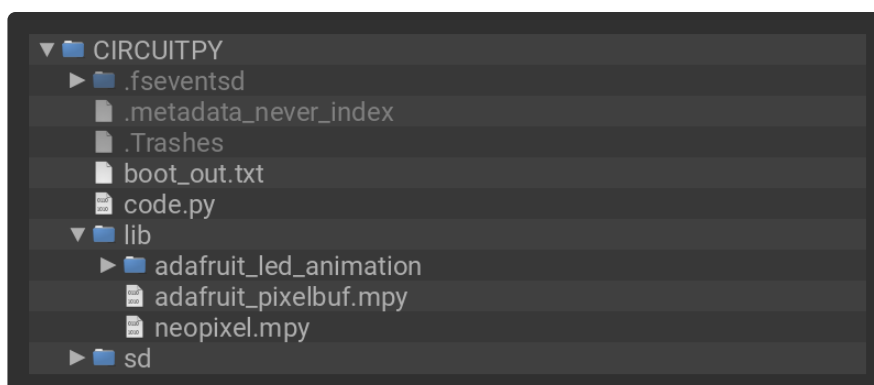 CIRCUITPY
.fseventsd
.metadata_never_index
.Trashes
boot_out.txt
code.py
lib
adafruit_led_animation
adafruit_pixelbuf.mpy
neopixel.mpy
sd